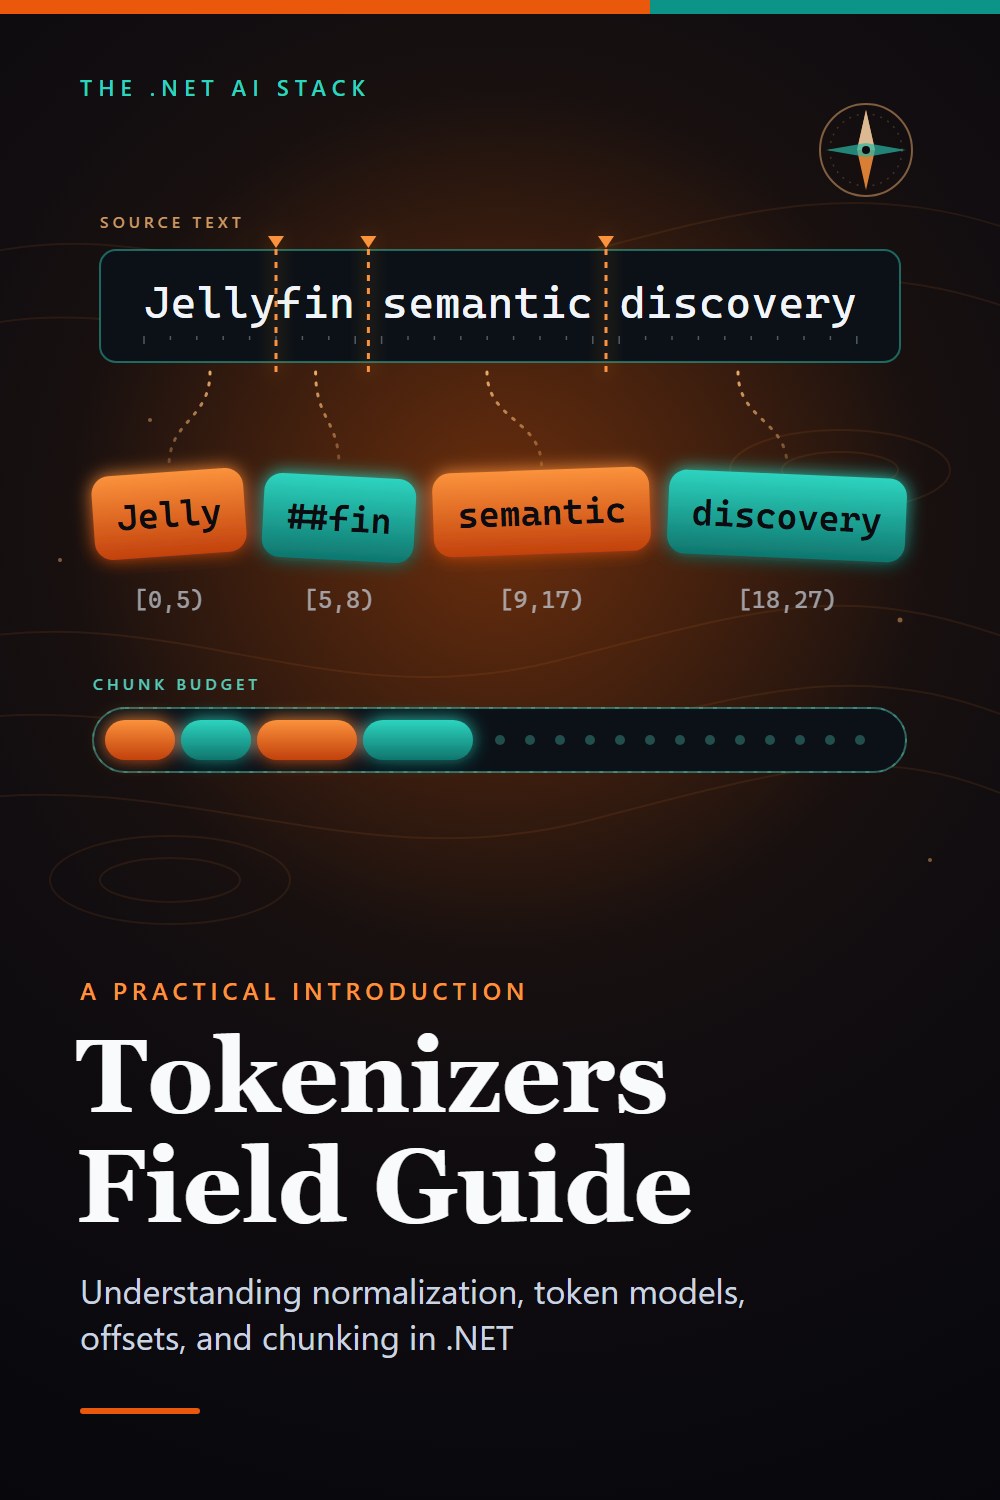 THE .NET AI STACK
SOURCE TEXT
Jellyfin semantic discovery
Jelly ##fin semantic discovery
[0,5) [5,8) [9,17) [18,27)
CHUNK BUDGET
A PRACTICAL INTRODUCTION
Tokenizers
Field Guide
Understanding normalization, token models,
offsets, and chunking in .NET